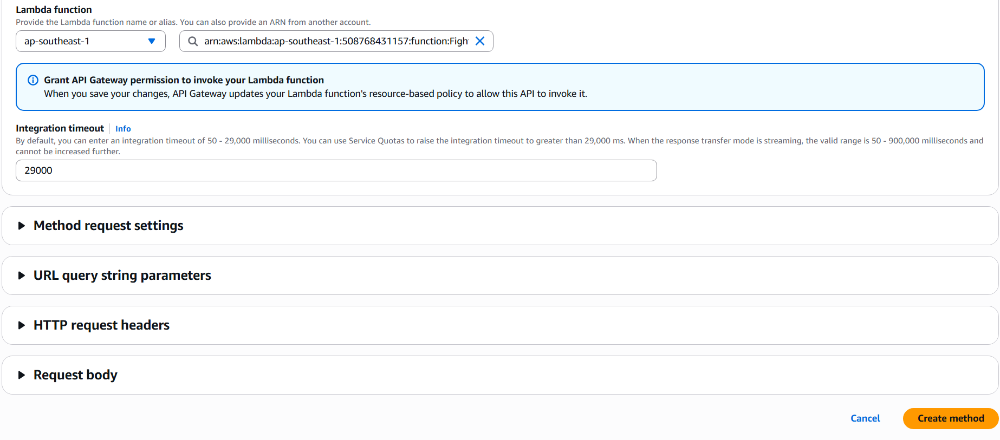 Lambda function
Provide the Lambda function name or alias. You can also provide an ARN from another account.
ap-southeast-1
arn:aws:lambda:ap-southeast-1:508768431157:function:Figh
Grant API Gateway permission to invoke your Lambda function
When you save your changes, API Gateway updates your Lambda function's resource-based policy to allow this API to invoke it.
Integration timeout
Info
By default, you can enter an integration timeout of 50 - 29,000 milliseconds. You can use Service Quotas to raise the integration timeout to greater than 29,000 ms. When the response transfer mode is streaming, the valid range is 50 - 900,000 milliseconds and
cannot be increased further.
29000
Method request settings
URL query string parameters
HTTP request headers
Request body
Cancel
Create method